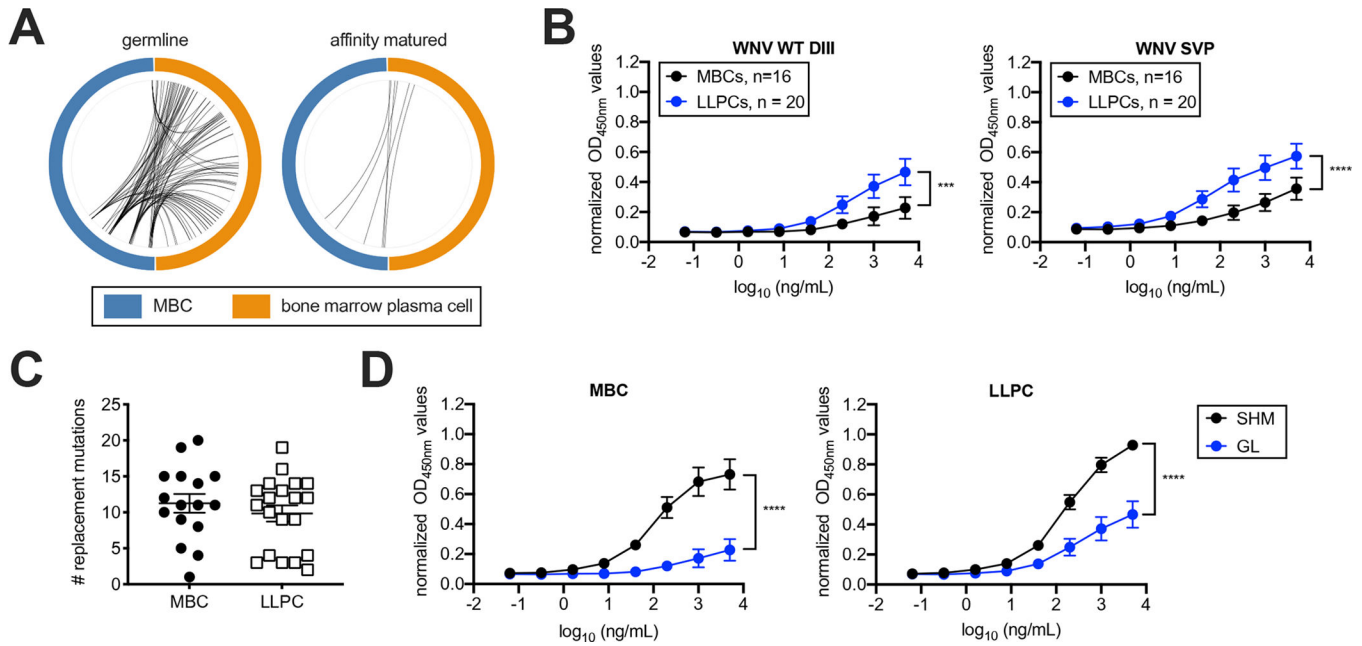 A
germline
affinity matured
MBC
bone marrow plasma cell
B
WNV WT DIII
normalized OD450nm values
1.2
1.0
0.8
0.6
0.4
0.2
0.0
MBCs, n=16
LLPCs, n = 20
***
-2 -1 0 1 2 3 4
log10 (ng/mL)
WNV SVP
normalized OD450nm values
1.2
1.0
0.8
0.6
0.4
0.2
0.0
MBCs, n=16
LLPCs, n = 20
****
-2 -1 0 1 2 3 4
log10 (ng/mL)
C
# replacement mutations
25
20
15
10
5
0
MBC LLPC
D
MBC
normalized OD450nm values
1.2
1.0
0.8
0.6
0.4
0.2
0.0
****
-2 -1 0 1 2 3 4
log10 (ng/mL)
LLPC
normalized OD450nm values
1.2
1.0
0.8
0.6
0.4
0.2
0.0
****
-2 -1 0 1 2 3 4
log10 (ng/mL)
SHM
GL